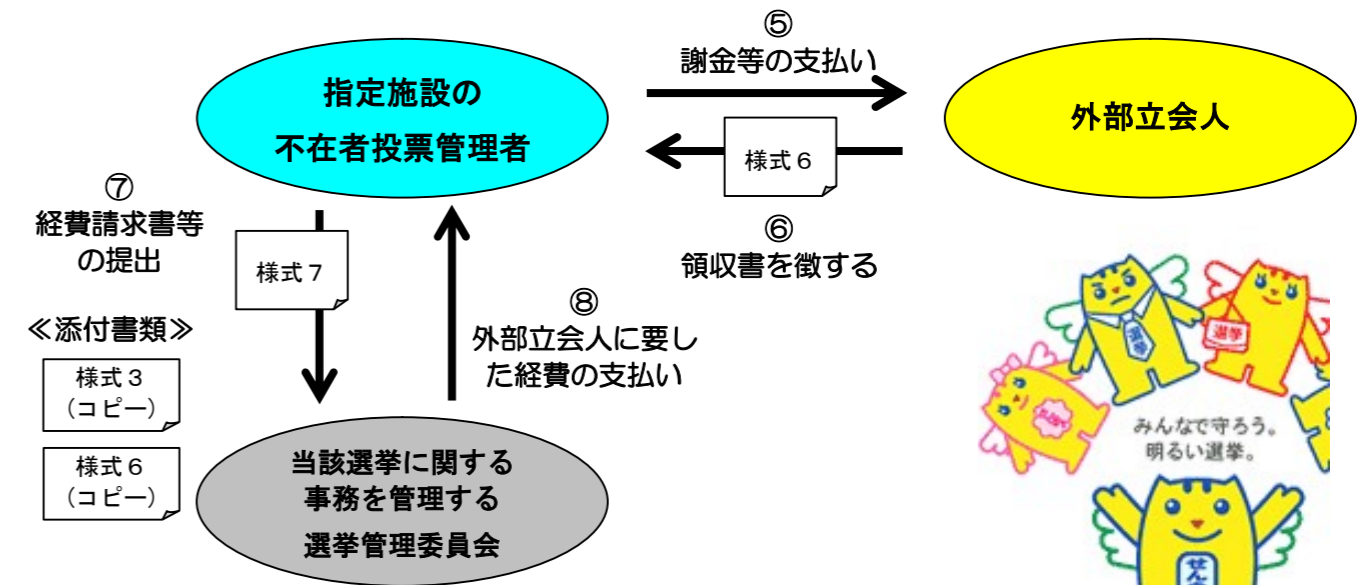 ⑤
謝金等の支払い
指定施設の
不在者投票管理者
外部立会人
様式６
⑥
領収書を徴する
⑦
経費請求書等
の提出
様式７
⑧
外部立会人に要し
た経費の支払い
≪添付書類≫
様式３
（コピー）
様式６
（コピー）
当該選挙に関する
事務を管理する
選挙管理委員会
選挙
選挙
みんなで守ろう。
明るい選挙。